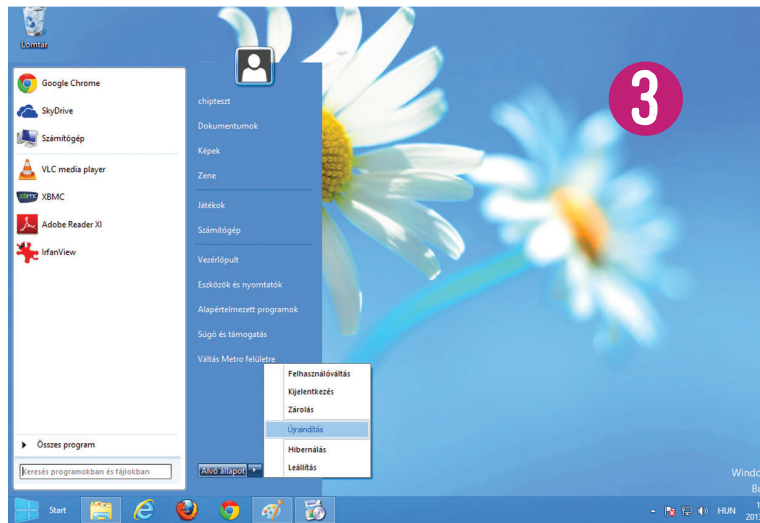 Lomtár
3
Google Chrome
SkyDrive
Számítógép
VLC media player
xbmc XBMC
Adobe Reader XI
IrfanView
Összes program
Keresés programokban és fájlokban
chipteszt
Dokumentumok
Képek
Zene
Játékok
Számítógép
Vezérlőpult
Eszközök és nyomtatók
Alapértelmezett programok
Súgó és támogatás
Váltás Metro felületre
Alvó állapot
Felhasználóváltás
Kijelentkezés
Zárolás
Újraindítás
Hibernálás
Leállítás
Start
HUN